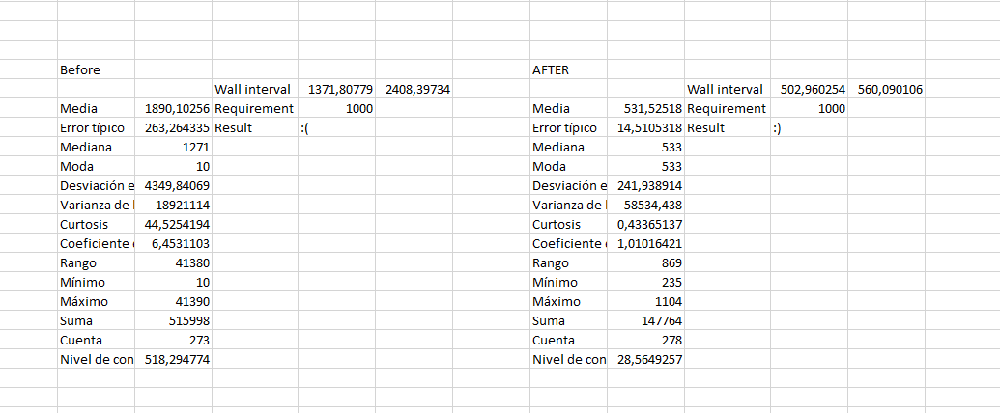 Before AFTER
Wall interval 1371,80779 2408,39734 Wall interval 502,960254 560,090106
Media 1890,10256 Requirement 1000 Media 531,52518 Requirement 1000
Error típico 263,264335 Result :( Error típico 14,5105318 Result :)
Mediana 1271 Mediana 533
Moda 10 Moda 533
Desviación e 4349,84069 Desviación e 241,938914
Varianza de l 18921114 Varianza de l 58534,438
Curtosis 44,5254194 Curtosis 0,43365137
Coeficiente 6,4531103 Coeficiente 1,01016421
Rango 41380 Rango 869
Mínimo 10 Mínimo 235
Máximo 41390 Máximo 1104
Suma 515998 Suma 147764
Cuenta 273 Cuenta 278
Nivel de con 518,294774 Nivel de con 28,5649257